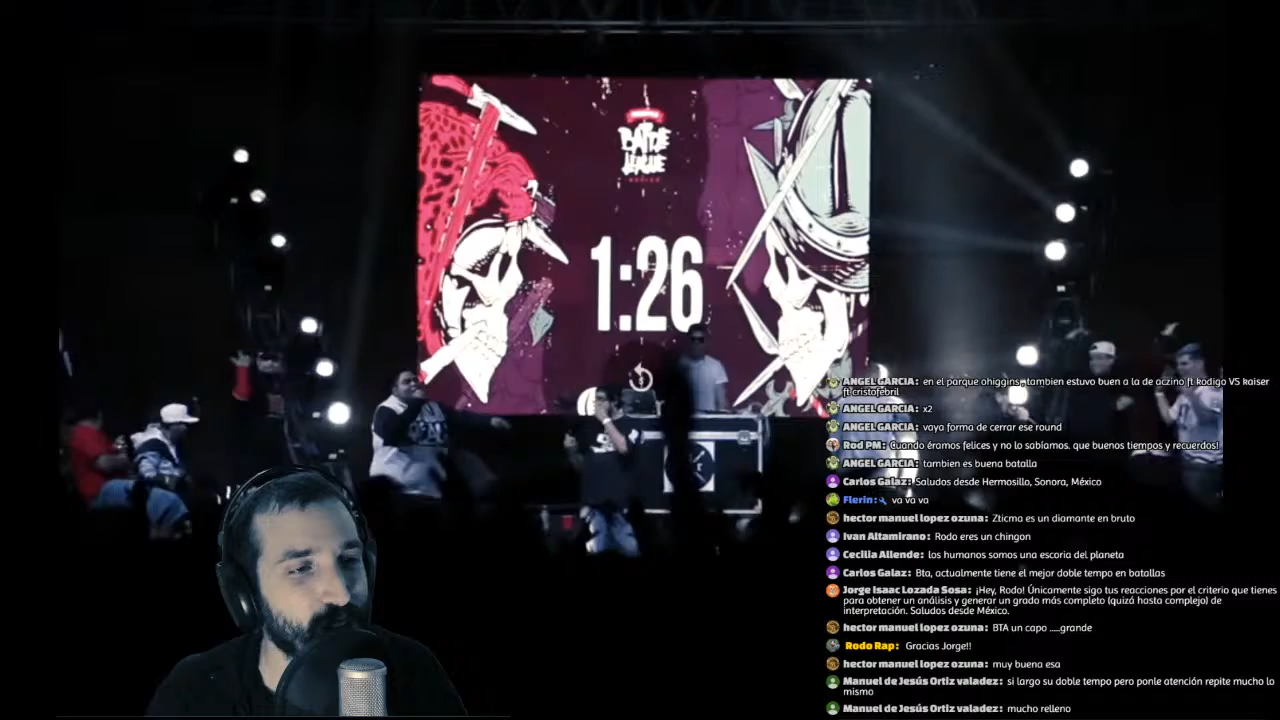 BATTLE
LEAGUE
MEXICO
1:26
ANGEL GARCIA: en el parque ohiggins, tambien estuvo buen a la de aczino ft kodigo VS kaiser
ft cristofebril
ANGEL GARCIA: x2
ANGEL GARCIA: vaya forma de cerrar ese round
Rod PM: Cuando éramos felices y no lo sabíamos. que buenos tiempos y recuerdos!
ANGEL GARCIA: tambien es buena batalla
Carlos Galaz: Saludos desde Hermosillo, Sonora, México
Flerin: va va va
hector manuel lopez ozuna: Zticma es un diamante en bruto
Ivan Altamirano: Rodo eres un chingon
Cecilia Allende: los humanos somos una escoria del planeta
Carlos Galaz: Bta, actualmente tiene el mejor doble tempo en batallas
Jorge Isaac Lozada Sosa: ¡Hey, Rodo! Únicamente sigo tus reacciones por el criterio que tienes
para obtener un análisis y generar un grado más completo (quizá hasta complejo) de
interpretación. Saludos desde México.
hector manuel lopez ozuna: BTA un capo .....grande
Rodo Rap: Gracias Jorge!!
hector manuel lopez ozuna: muy buena esa
Manuel de Jesús Ortiz valadez: si largo su doble tempo pero ponle atención repite mucho lo
mismo
Manuel de Jesús Ortiz valadez: mucho relleno